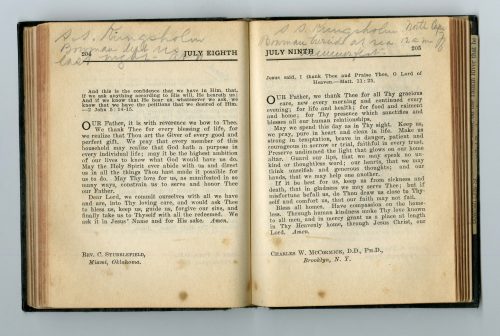 S. S. Kungsholm
Bowman
last night
204
JULY EIGHTH
And this is the confidence that we have in Him, that,
if we ask anything according to His will, He heareth us:
And if we know that He hear us, whatsoever we ask, we
know that we have the petitions that we desired of Him.
OUR Father, it is with reverence we bow to Thee.
We thank Thee for every blessing of life, for
we realize that Thou art the Giver of every good and
perfect gift. We pray that every member of this
household may realize that God hath a purpose in
every individual life; may it be the highest ambition
of our lives to know what God would have us do.
May the Holy Spirit ever abide with us and direct
us in all the things Thou hast made it possible for
us to do. May Thy love for us, as manifested in so
many ways, constrain us to serve and honor Thee
our Father.
Dear Lord, we commit ourselves with all we have
and are, into Thy loving care, and would ask Thee
to bless us, keep us, guide us, forgive our sins, and
finally take us to Thyself with all the redeemed. We
ask it in Jesus' Name and for His sake. Amen.
REV. C. STUBBLEFIELD,
Miami, Oklahoma.
S. S. Kungsholm North Cape
Bowman buried at sea
JULY NINTH
205
Jesus said, I thank Thee and Praise Thee, O Lord of
Heaven.—Matt. 11: 25.
OUR Father, we thank Thee for all Thy gracious
care, new every morning and continued every
evening; for life and health; for food and raiment
and home; for Thy presence which sanctifies and
blesses all our human relationships.
May we spend this day as in Thy sight. Keep us,
we pray, pure in heart and clean in life. Make us
strong in temptation, brave in danger, patient and
courageous in sorrow or trial, faithful in every trust.
Preserve undimmed the light that glows on our home
altar. Guard our lips, that we may speak no un-
kind or thoughtless word; our hearts, that we may
think unselfish and generous thoughts; and our
hands, that we may help one another.
If it be best for us, keep us from sickness and
death, that in gladness we may serve Thee; but if
misfortune befall us, do Thou draw us close to Thy-
self and comfort us, that our faith may not fail.
Bless all homes. Have compassion on the home-
less. Through human kindness make Thy love known
to all men, and in mercy grant us a place at length
in Thy Heavenly home, through Jesus Christ, our
Lord. Amen.
CHARLES W. MCCORMICK, D.D., PH.D.,
Brooklyn, N. Y.